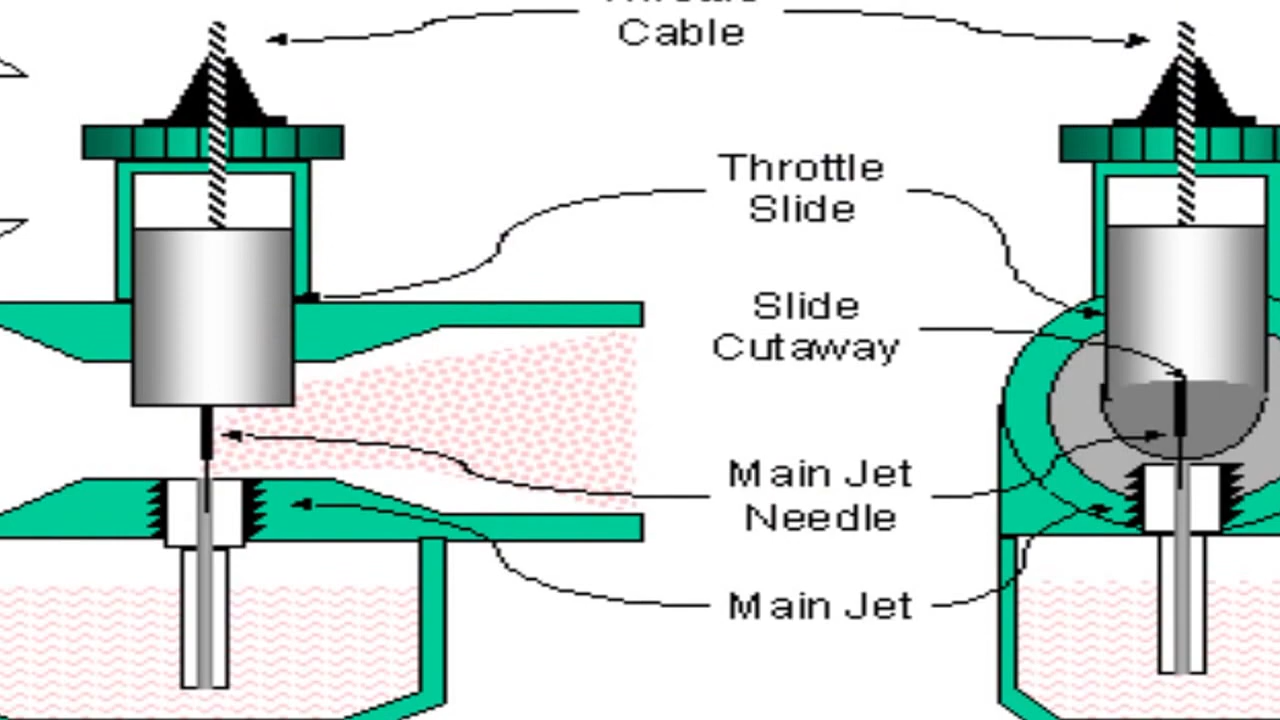 Cable
Throttle
Slide
Slide
Cutaway
Main Jet
Needle
Main Jet